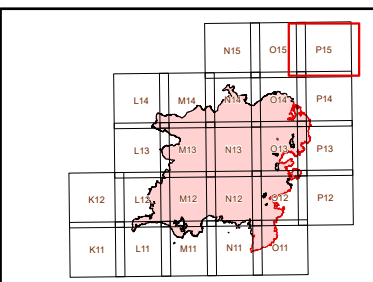 N15 O15 P15
L14 M14 N14 O14 P14
L13 M13 N13 O13 P13
K12 L12 M12 N12 O12 P12
K11 L11 M11 N11 O11